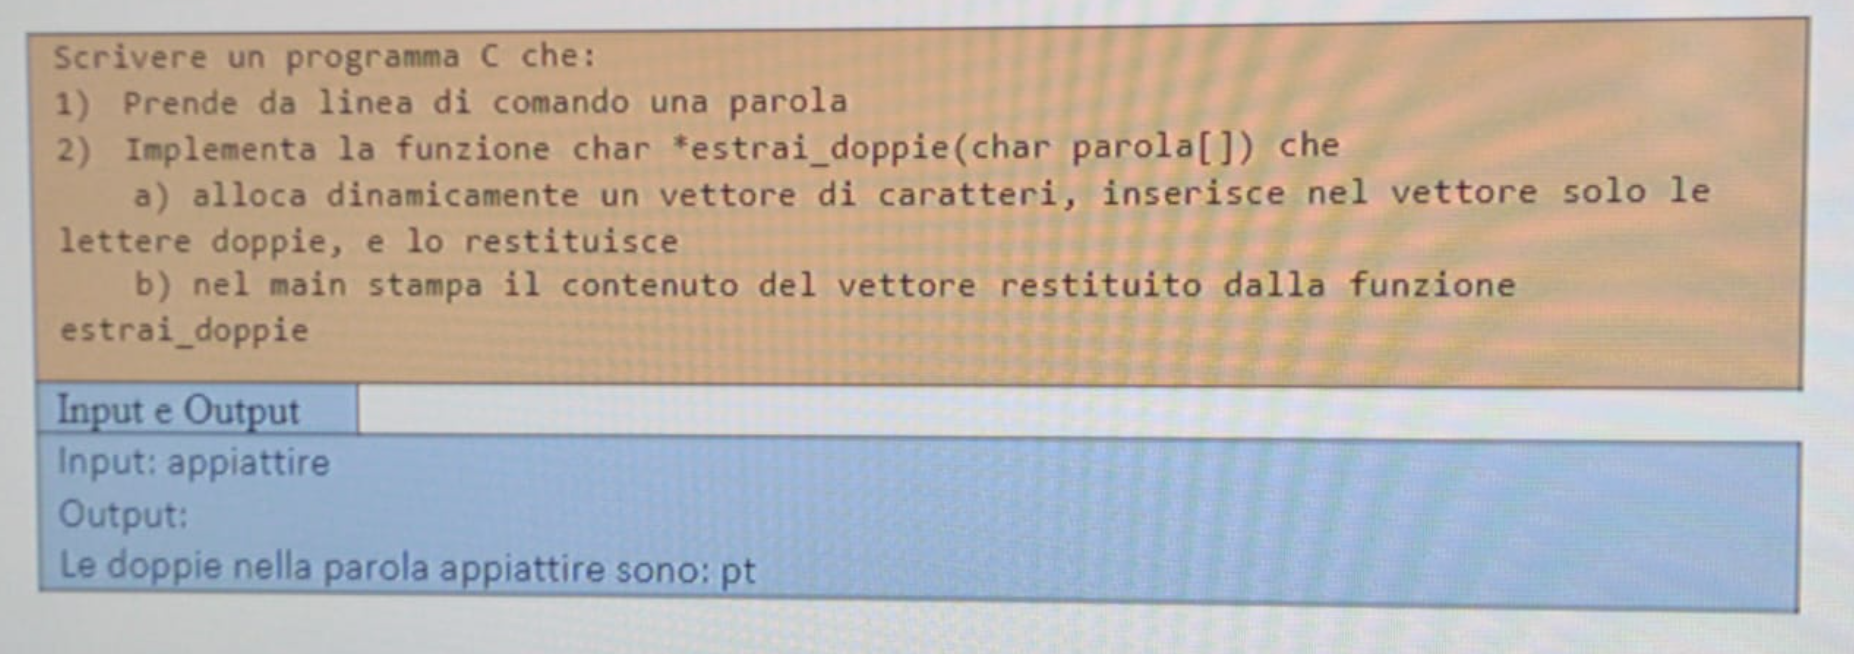 Scrivere un programma C che:
1) Prende da linea di comando una parola
2) Implementa la funzione char *estrai_doppie(char parola[]) che
a) alloca dinamicamente un vettore di caratteri, inserisce nel vettore solo le
lettere doppie, e lo restituisce
b) nel main stampa il contenuto del vettore restituito dalla funzione
estrai_doppie
Input e Output
Input: appiattire
Output:
Le doppie nella parola appiattire sono: pt